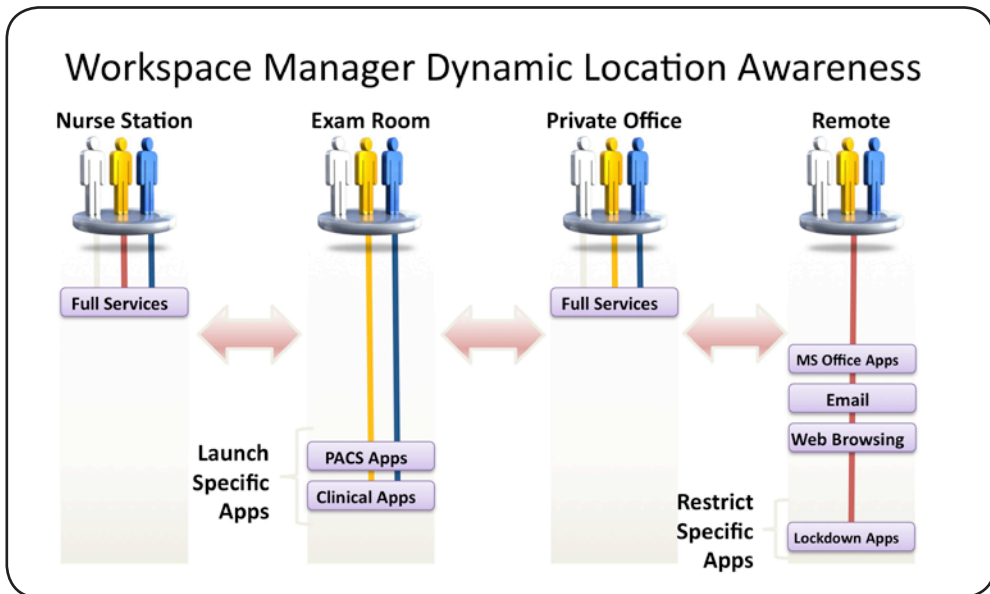 Workspace Manager Dynamic Location Awareness
Nurse Station
Exam Room
Private Office
Remote
Full Services
Full Services
MS Office Apps
Email
Web Browsing
Launch
Specific
Apps
PACS Apps
Clinical Apps
Restrict
Specific
Apps
Lockdown Apps